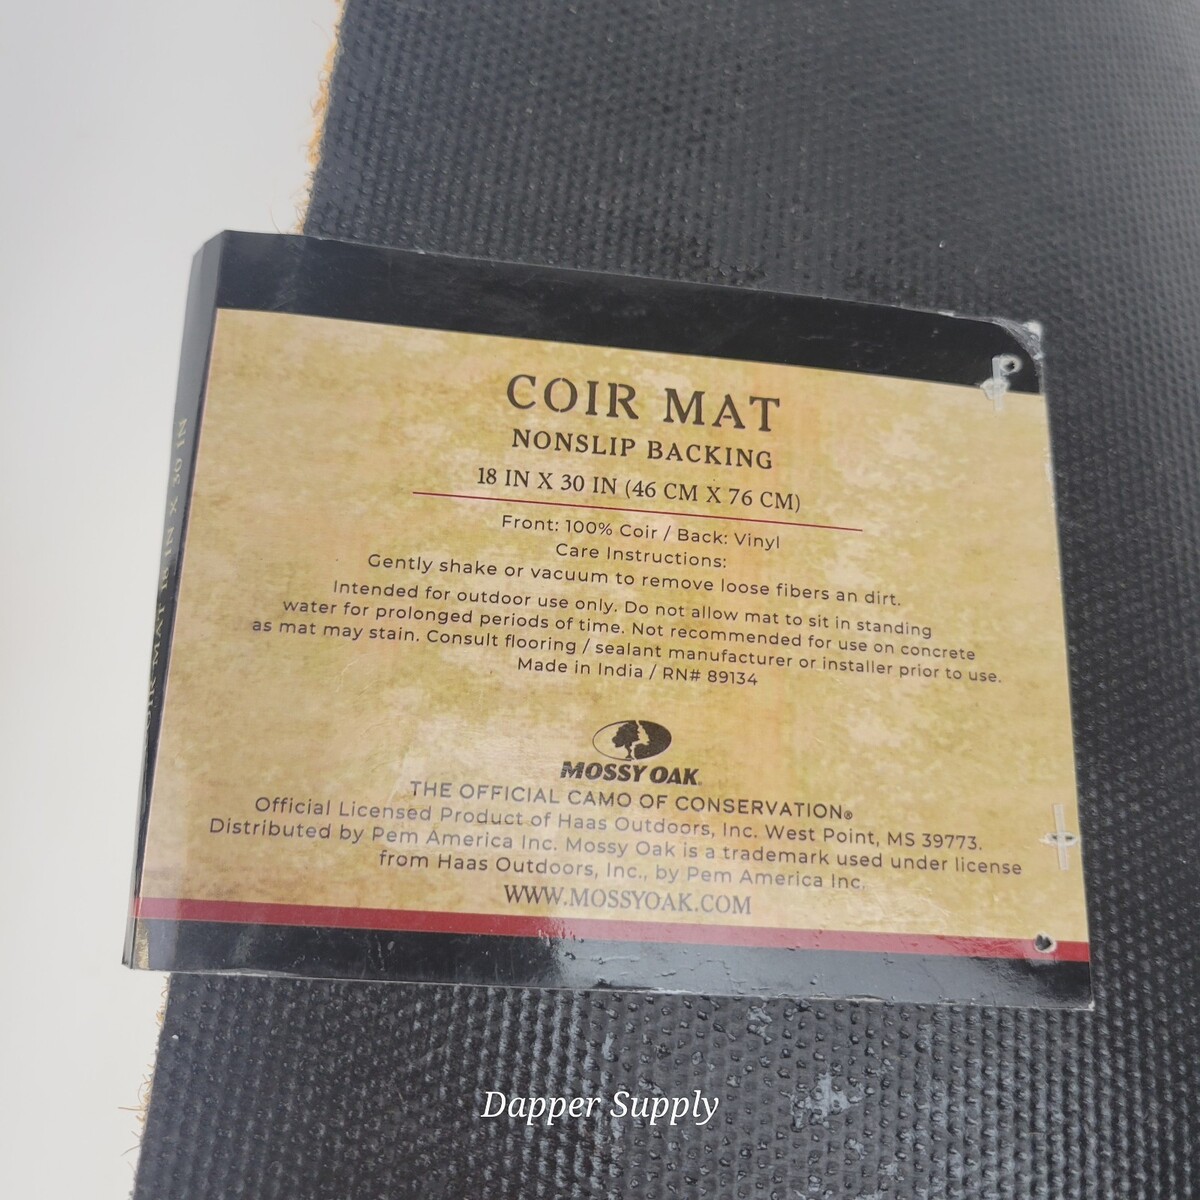 COIR MAT
NONSLIP BACKING
18 IN X 30 IN (46 CM X 76 CM)
Front: 100% Coir / Back: Vinyl
Care Instructions:
Gently shake or vacuum to remove loose fibers an dirt.
Intended for outdoor use only. Do not allow mat to sit in standing
water for prolonged periods of time. Not recommended for use on concrete
as mat may stain. Consult flooring / sealant manufacturer or installer prior to use.
Made in India / RN# 89134
MOSSY OAK
THE OFFICIAL CAMO OF CONSERVATION®
Official Licensed Product of Haas Outdoors, Inc. West Point, MS 39773.
Distributed by Pem America Inc. Mossy Oak is a trademark used under license
from Haas Outdoors, Inc., by Pem America Inc.
WWW.MOSSYOAK.COM
MAT 18 IN X 30 IN
Dapper Supply